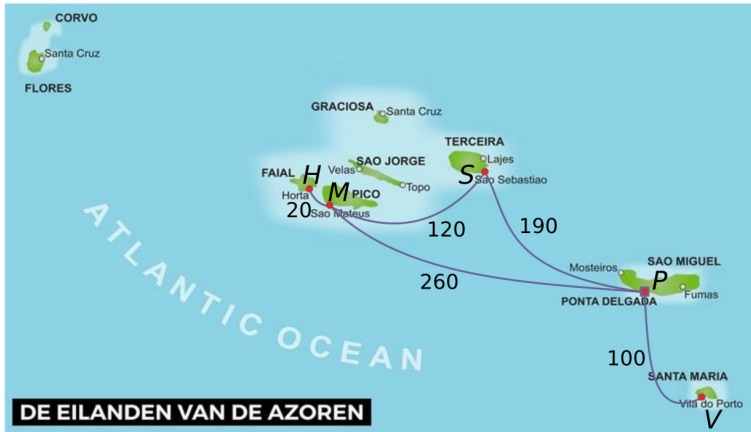 CORVO
Santa Cruz
FLORES
GRACIOSA
Santa Cruz
TERCEIRA
Lajes
S
Sao Sebastiao
SAO JORGE
Velas
Topo
FAIAL
H
Horta
M
PICO
Sao Mateus
20
120
190
260
SAO MIGUEL
Mosteiros
P
Furnas
PONTA DELGADA
100
SANTA MARIA
Vila do Porto
V
ATLANTIC OCEAN
DE EILANDEN VAN DE AZOREN